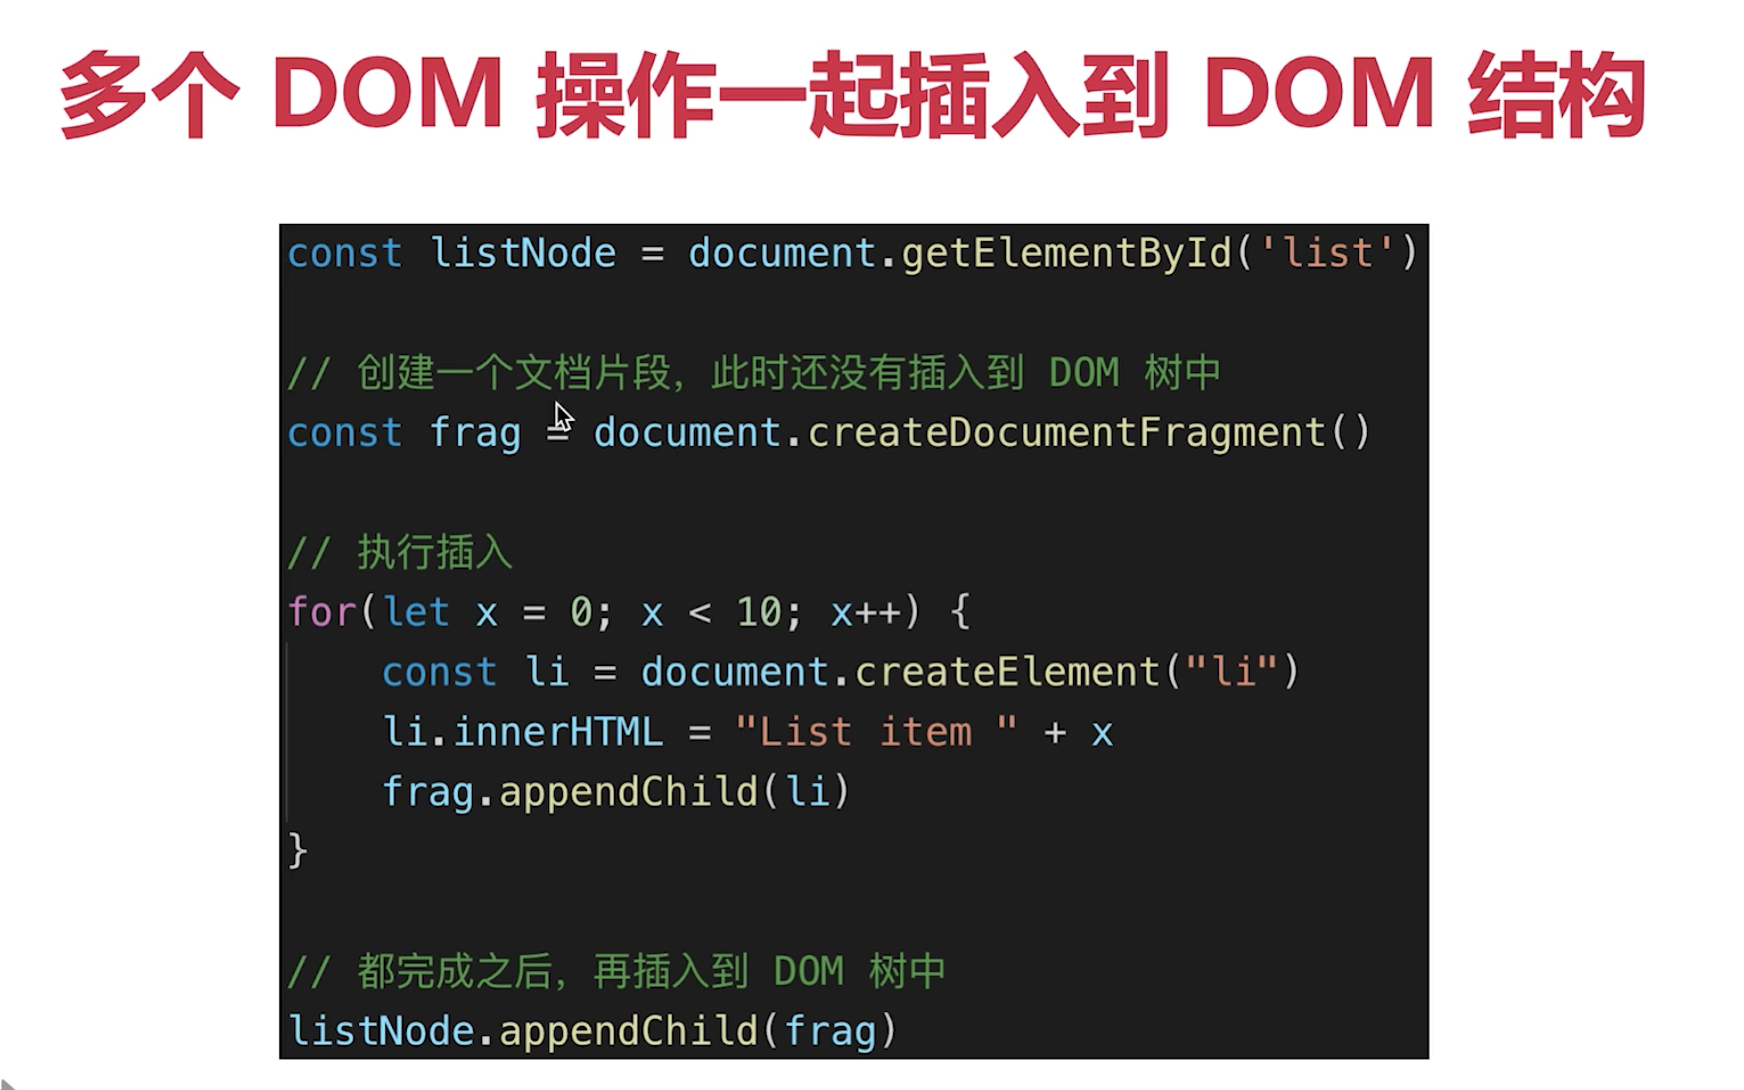 多个 DOM 操作一起插入到 DOM 结构
const listNode = document.getElementById('list')
// 创建一个文档片段，此时还没有插入到 DOM 树中
const frag = document.createDocumentFragment()
// 执行插入
for(let x = 0; x < 10; x++) {
    const li = document.createElement("li")
    li.innerHTML = "List item " + x
    frag.appendChild(li)
}
// 都完成之后，再插入到 DOM 树中
listNode.appendChild(frag)